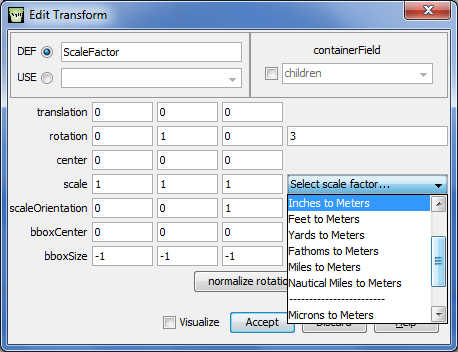 Edit Transform
DEF ScaleFactor
USE
containerField
children
translation 0 0 0
rotation 0 1 0 3
center 0 0 0
scale 1 1 1 Select scale factor...
scaleOrientation 0 0 1
bboxCenter 0 0 0
bboxSize -1 -1 -1
Inches to Meters
Feet to Meters
Yards to Meters
Fathoms to Meters
Miles to Meters
Nautical Miles to Meters
------------------------
Microns to Meters
normalize rotatio
Visualize Accept Discard Help